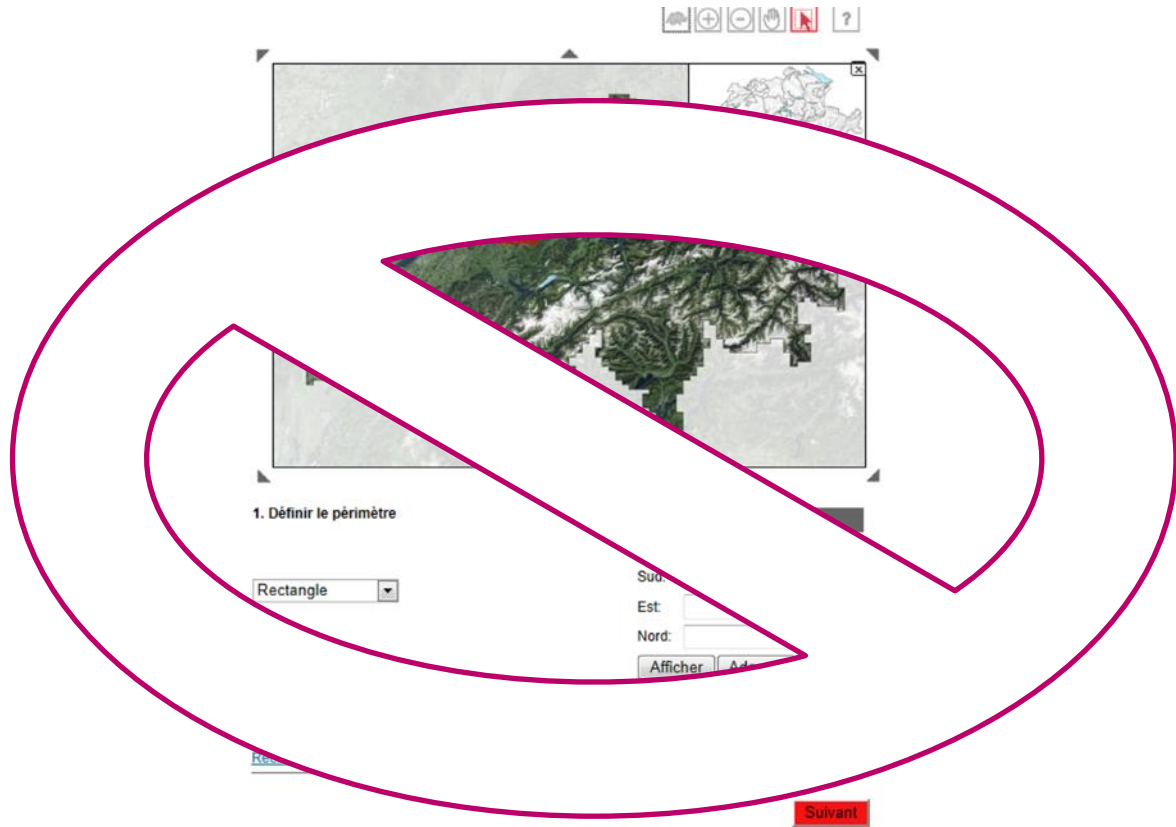 ?
1. Définir le périmètre
Rectangle
Sud:
Est:
Nord:
Afficher
Suivant